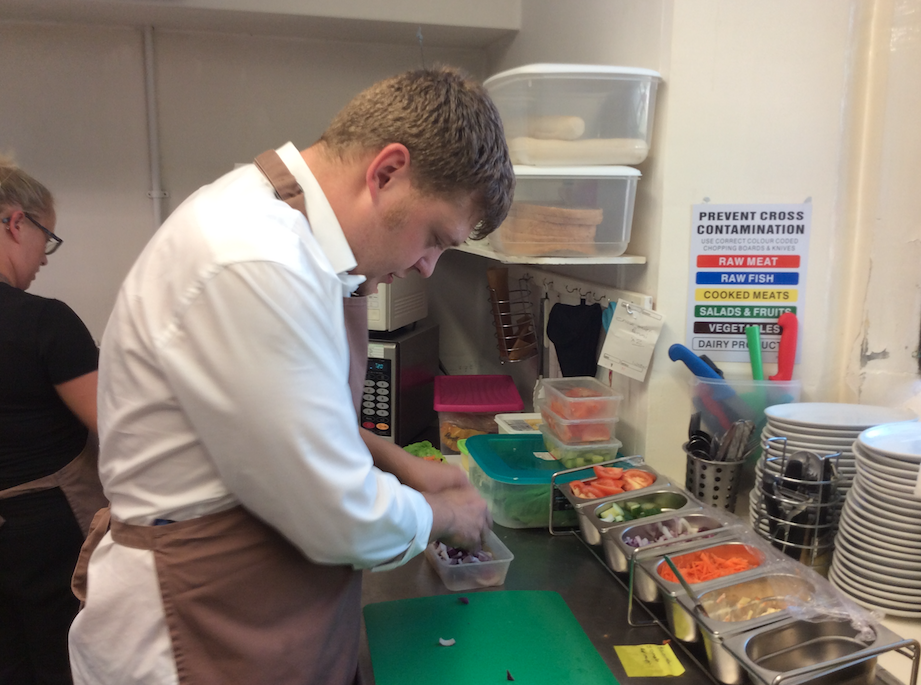 PREVENT CROSS
CONTAMINATION
USE CORRECT COLOUR CODED
CHOPPING BOARDS & KNIVES
RAW MEAT
RAW FISH
COOKED MEATS
SALADS & FRUITS
VEGETABLES
DAIRY PRODUC